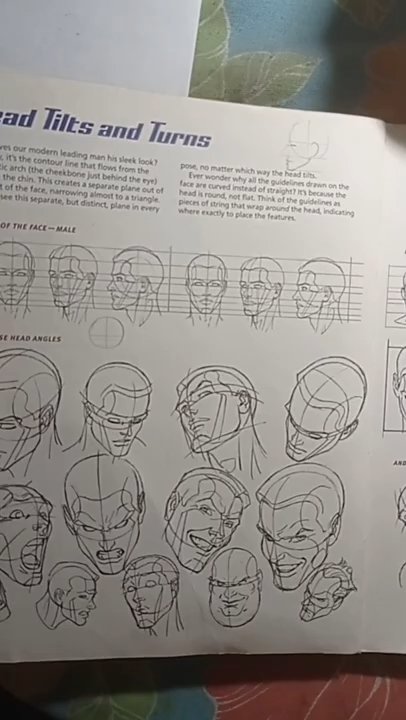 ad Tilts and Turns
ves our modern leading man his sleek look?
, it's the contour line that flows from the
ic arch (the cheekbone just behind the eye)
the chin. This creates a separate plane out
t of the face, narrowing almost to a triangle.
see this separate, but distinct, plane in every
pose, no matter which way the head tilts.
Ever wonder why all the guidelines drawn on the
face are curved instead of straight? It's because the
head is round, not flat. Think of the guidelines as
pieces of string that wrap around the head, indicating
where exactly to place the features.
OF THE FACE—MALE
SE HEAD ANGLES
AND